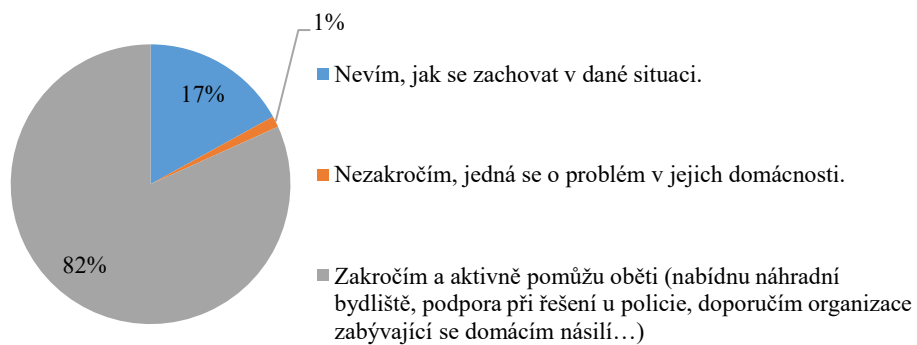 1%
Nevím, jak se zachovat v dané situaci.
17%
Nezakročím, jedná se o problém v jejich domácnosti.
82%
Zakročím a aktivně pomůžu oběti (nabídnu náhradní
bydliště, podpora při řešení u policie, doporučím organizace
zabývající se domácím násilí…)